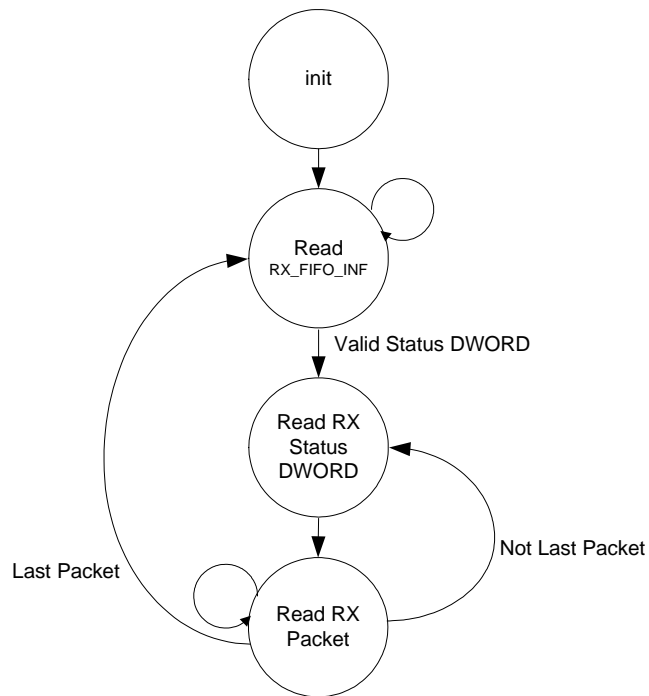 init
Read
RX_FIFO_INF
Valid Status DWORD
Read RX
Status
DWORD
Not Last Packet
Last Packet
Read RX
Packet